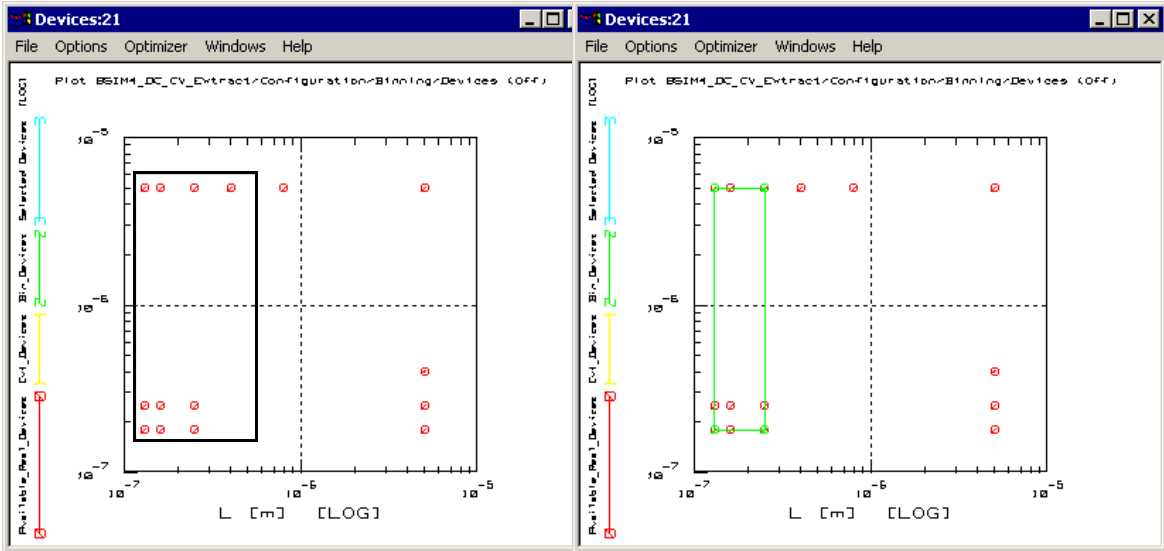 Devices:21
File Options Optimizer Windows Help
Plot BSIM4_DC_CV_Extract/Configuration/Binning/Devices (Off)
Available_Real_Devices Bin_Devices Selected Devices [LOG]
10^-5
10^-6
10^-7
10^-7 10^-6 10^-5
L [m] [LOG]
Devices:21
File Options Optimizer Windows Help
Plot BSIM4_DC_CV_Extract/Configuration/Binning/Devices (Off)
Available_Real_Devices Bin_Devices Selected Devices [LOG]
10^-5
10^-6
10^-7
10^-7 10^-6 10^-5
L [m] [LOG]